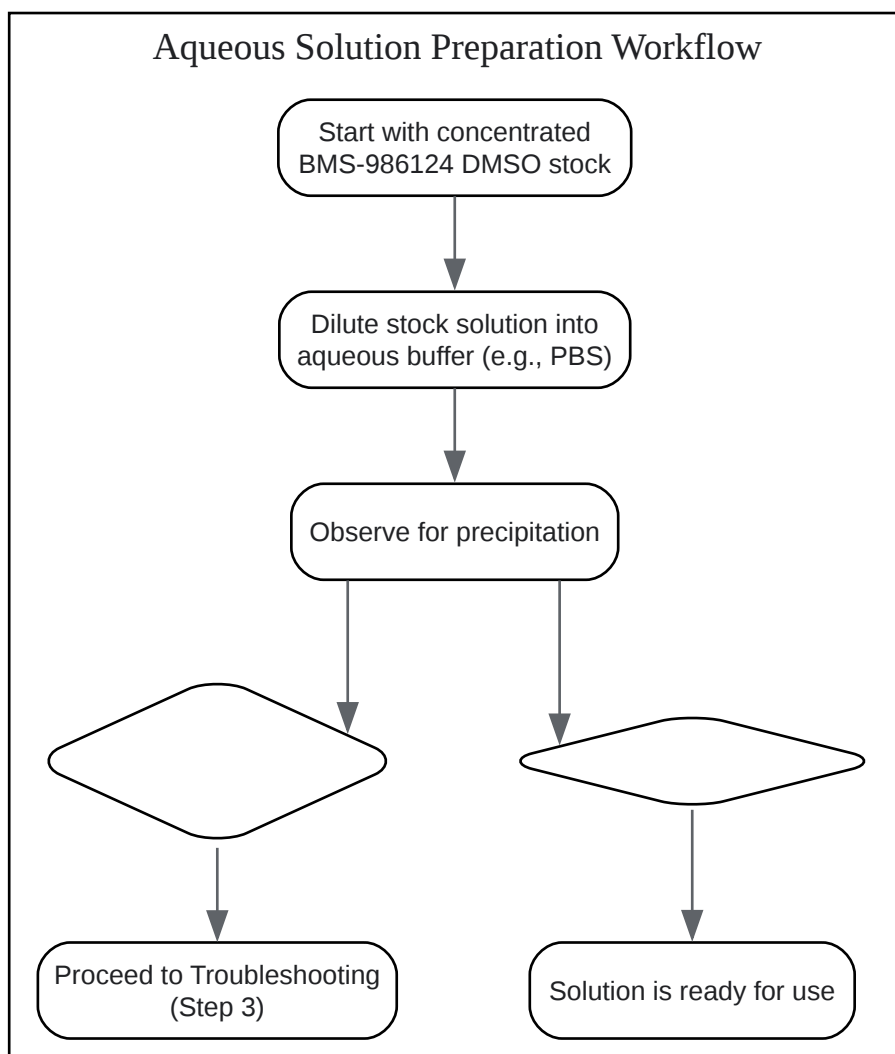 Aqueous Solution Preparation Workflow
Start with concentrated
BMS-986124 DMSO stock
Dilute stock solution into
aqueous buffer (e.g., PBS)
Observe for precipitation
Proceed to Troubleshooting
(Step 3)
Solution is ready for use